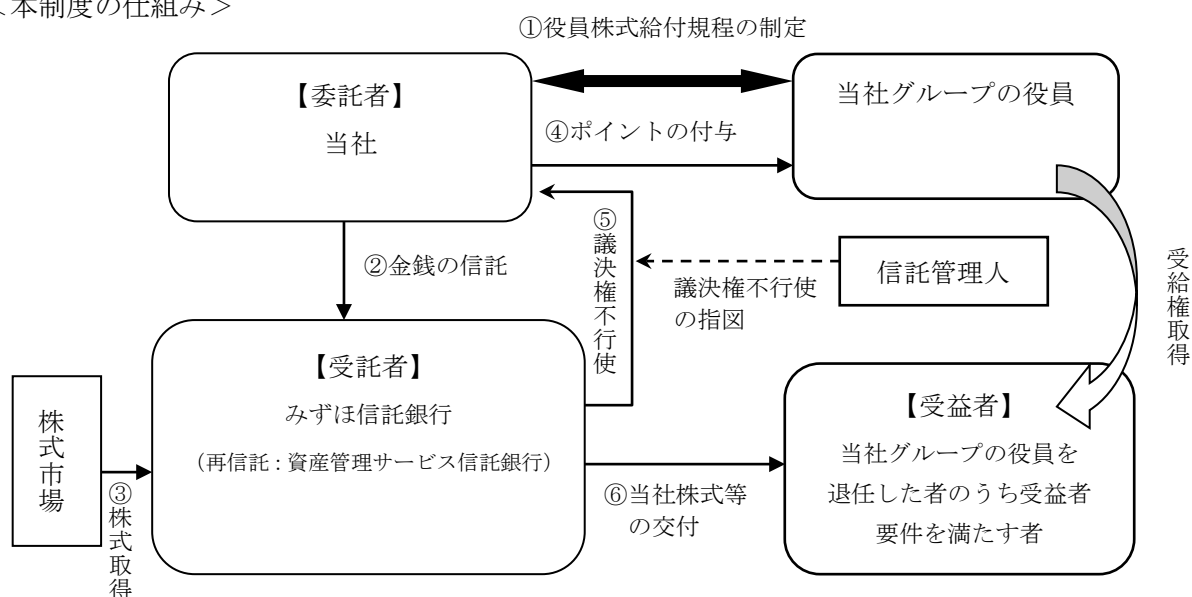 ＜本制度の仕組み＞
①役員株式給付規程の制定
【委託者】
当社
当社グループの役員
④ポイントの付与
②金銭の信託
⑤議決権不行使
議決権不行使
の指図
信託管理人
受給権取得
【受託者】
みずほ信託銀行
（再信託：資産管理サービス信託銀行）
株式市場
③株式取得
⑥当社株式等
の交付
【受益者】
当社グループの役員を
退任した者のうち受益者
要件を満たす者